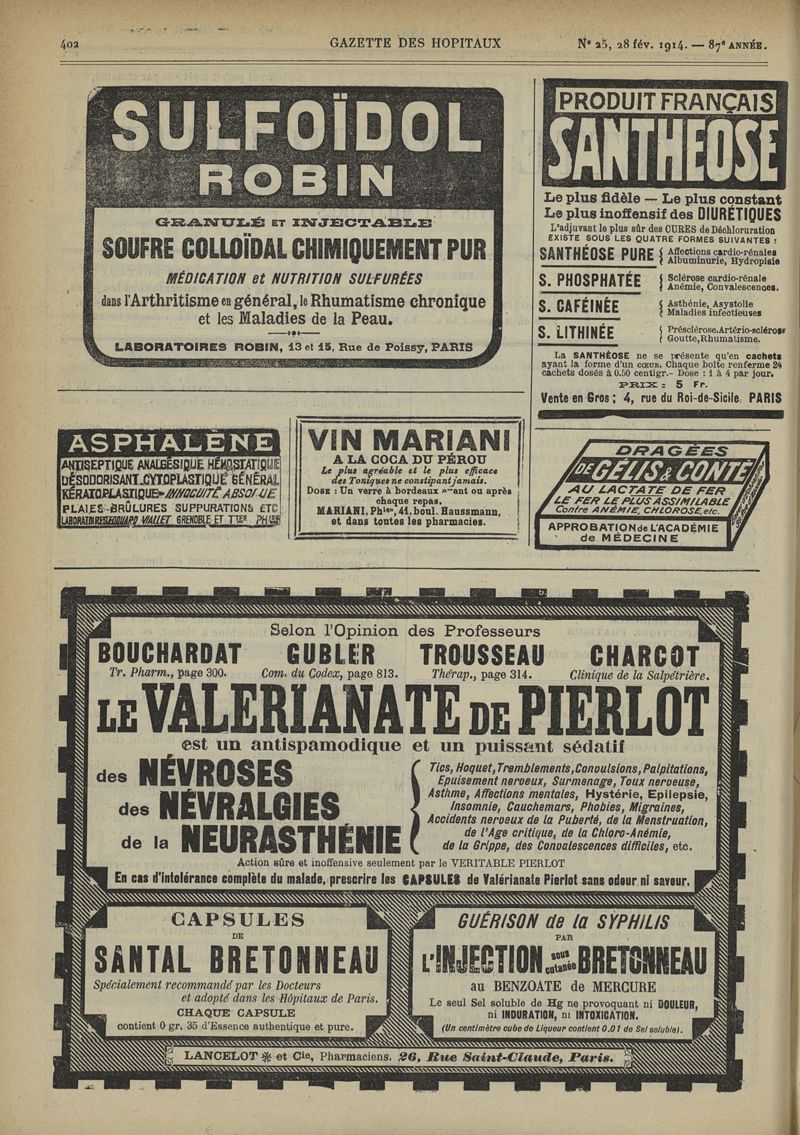 402
GAZETTE DES HOPITAUX
N° 25, 28 fév. 1914. — 87e ANNÉE.
SULFOÏDOL
ROBIN
GRANULÉ ET INJECTABLE
SOUFRE COLLOÏDAL CHIMIQUEMENT PUR
MÉDICATION et NUTRITION SULFURÉES
dans l'Arthritisme en général, le Rhumatisme chronique
et les Maladies de la Peau.
LABORATOIRES ROBIN, 13 et 15, Rue de Poissy, PARIS
PRODUIT FRANÇAIS
SANTHEOSE
Le plus fidèle — Le plus constant
Le plus inoffensif des DIURÉTIQUES
L'adjuvant le plus sûr des CURES de Déchloruration
EXISTE SOUS LES QUATRE FORMES SUIVANTES :
SANTHÉOSE PURE { Affections cardio-rénales
Albuminurie, Hydropisie
S. PHOSPHATÉE { Sclérose cardio-rénale
Anémie, Convalescences.
S. CAFÉINÉE { Asthénie, Asystolie
Maladies infectieuses
S. LITHINÉE { Présclérose.Artério-sclérose
Goutte,Rhumatisme.
La SANTHÉOSE ne se présente qu'en cachets
ayant la forme d'un cœur. Chaque boîte renferme 24
cachets dosés à 0.50 centigr.- Dose : 1 à 4 par jour.
PRIX : 5 Fr.
Vente en Gros : 4, rue du Roi-de-Sicile PARIS
ASPHALÈNE
ANTISEPTIQUE ANALGÉSIQUE HÉMOSTATIQUE
DÉSODORISANT.CYTOPLASTIQUE GÉNÉRAL
KÉRATOPLASTIQUE INNOCUITÉ ABSOLUE
PLAIES-BRÛLURES SUPPURATIONS ETC
LABORATOIRES VIALLET GRENOBLE ET TTES PHIES
VIN MARIANI
A LA COCA DU PÉROU
Le plus agréable et le plus efficace
des Toniques ne constipant jamais.
DOSE : Un verre à bordeaux avant ou après
chaque repas.
MARIANI, Phien, 41, boul. Haussmann,
et dans toutes les pharmacies.
DRAGÉES
DE GÉLIS & CONTÉ
AU LACTATE DE FER
LE FER LE PLUS ASSIMILABLE
Contre ANÉMIE, CHLOROSE, etc.
APPROBATION de L'ACADÉMIE
de MÉDECINE
Selon l'Opinion des Professeurs
BOUCHARDAT GUBLER TROUSSEAU CHARCOT
Tr. Pharm., page 300. Com. du Codex, page 813. Thérap., page 314. Clinique de la Salpétrière.
LE VALERIANATE DE PIERLOT
est un antispamodique et un puissant sédatif
des NÉVROSES
des NÉVRALGIES
de la NEURASTHÉNIE
Tics, Hoquet, Tremblements, Convulsions, Palpitations,
Epuisement nerveux, Surmenage, Toux nerveuse,
Asthme, Affections mentales, Hystérie, Epilepsie,
Insomnie, Cauchemars, Phobies, Migraines,
Accidents nerveux de la Puberté, de la Menstruation,
de l'Age critique, de la Chloro-Anémie,
de la Grippe, des Convalescences difficiles, etc.
Action sûre et inoffensive seulement par le VERITABLE PIERLOT
En cas d'intolérance complète du malade, prescrire les CAPSULES de Valérianate Pierlot sans odeur ni saveur.
CAPSULES
DE
SANTAL BRETONNEAU
Spécialement recommandé par les Docteurs
et adopté dans les Hôpitaux de Paris.
CHAQUE CAPSULE
contient 0 gr. 35 d'Essence authentique et pure.
GUÉRISON de la SYPHILIS
PAR
L'INJECTION sous cutanée BRETONNEAU
au BENZOATE de MERCURE
Le seul Sel soluble de Hg ne provoquant ni DOULEUR,
ni INDURATION, ni INTOXICATION.
(Un centimètre cube de Liqueur contient 0.01 de Sel soluble).
LANCELOT ✻ et Cie, Pharmaciens. 26, Rue Saint-Claude, Paris.